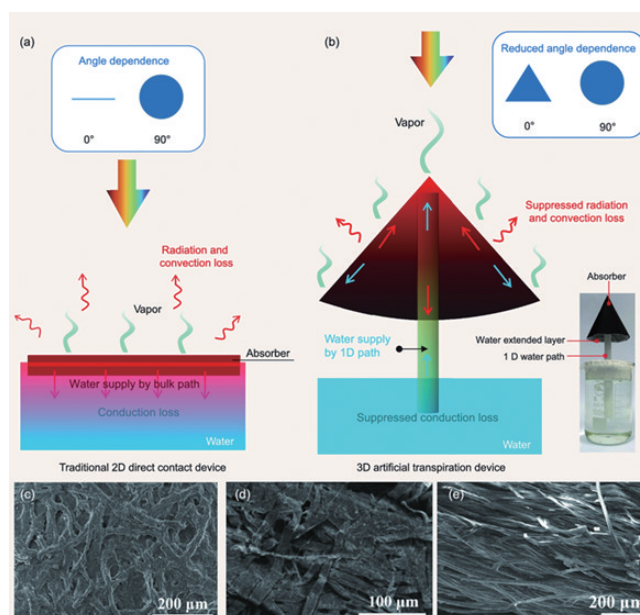 (a)
Angle dependence
0°
90°
Radiation and
convection loss
Vapor
Absorber
Water supply by bulk path
Conduction loss
Water
Traditional 2D direct contact device
(b)
Reduced angle dependence
0°
90°
Vapor
Suppressed radiation
and convection loss
Water supply
by 1D path
Suppressed conduction loss
Water
Absorber
Water extended layer
1 D water path
3D artificial transpiration device
(c)
200 µm
(d)
100 µm
(e)
200 µm